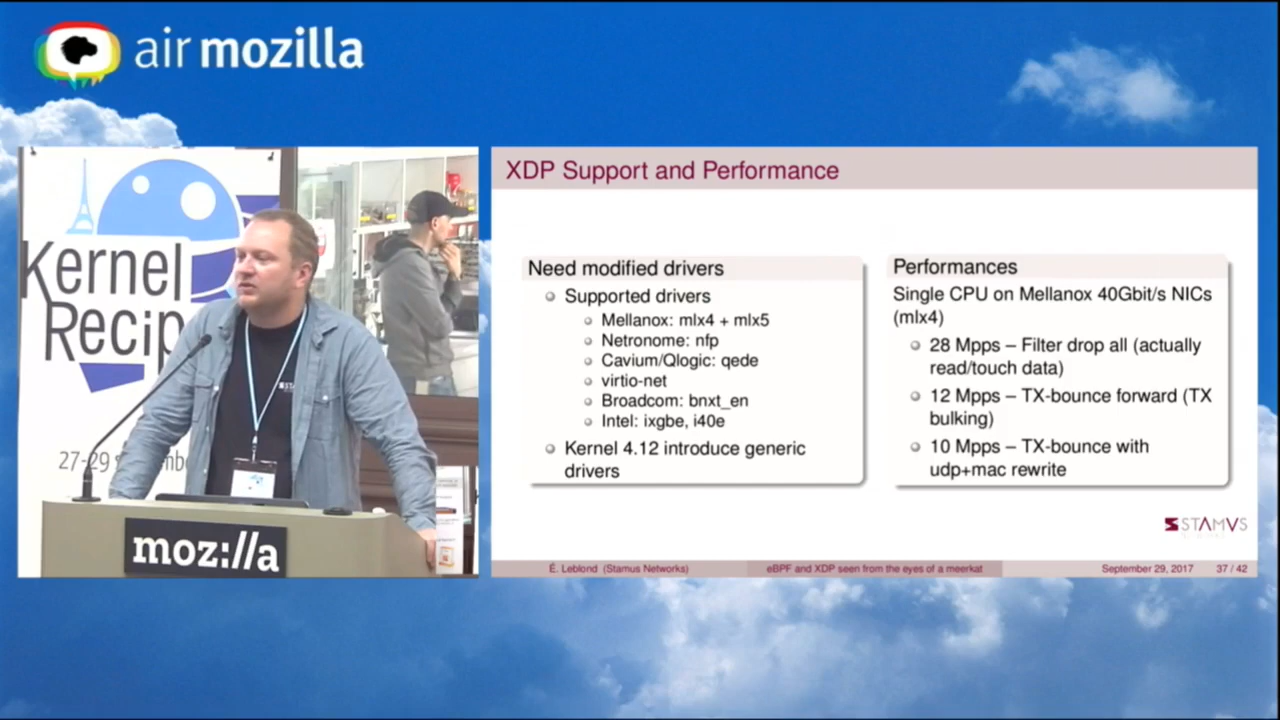 air mozilla
Kernel
Recip
27-29 s
moz://a
XDP Support and Performance
Need modified drivers
Supported drivers
Mellanox: mlx4 + mlx5
Netronome: nfp
Cavium/Qlogic: qede
virtio-net
Broadcom: bnxt_en
Intel: ixgbe, i40e
Kernel 4.12 introduce generic
drivers
Performances
Single CPU on Mellanox 40Gbit/s NICs
(mlx4)
28 Mpps – Filter drop all (actually
read/touch data)
12 Mpps – TX-bounce forward (TX
bulking)
10 Mpps – TX-bounce with
udp+mac rewrite
STAMVS
É. Leblond (Stamus Networks) eBPF and XDP seen from the eyes of a meerkat September 29, 2017 37 / 42